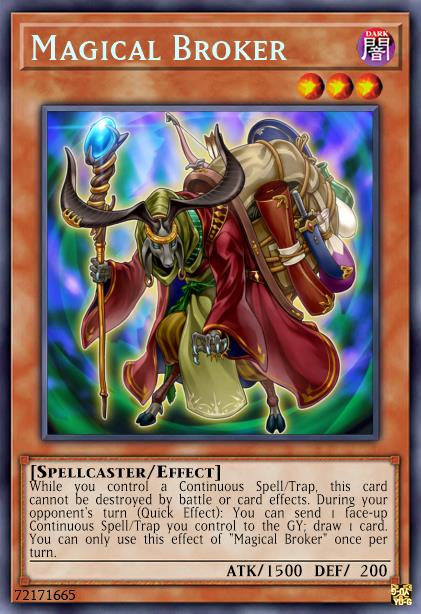 Magical Broker
DARK
闇
[Spellcaster/Effect]
While you control a Continuous Spell/Trap, this card
cannot be destroyed by battle or card effects. During your
opponent's turn (Quick Effect): You can send 1 face-up
Continuous Spell/Trap you control to the GY; draw 1 card.
You can only use this effect of "Magical Broker" once per
turn.
ATK/1500 DEF/ 200
72171665